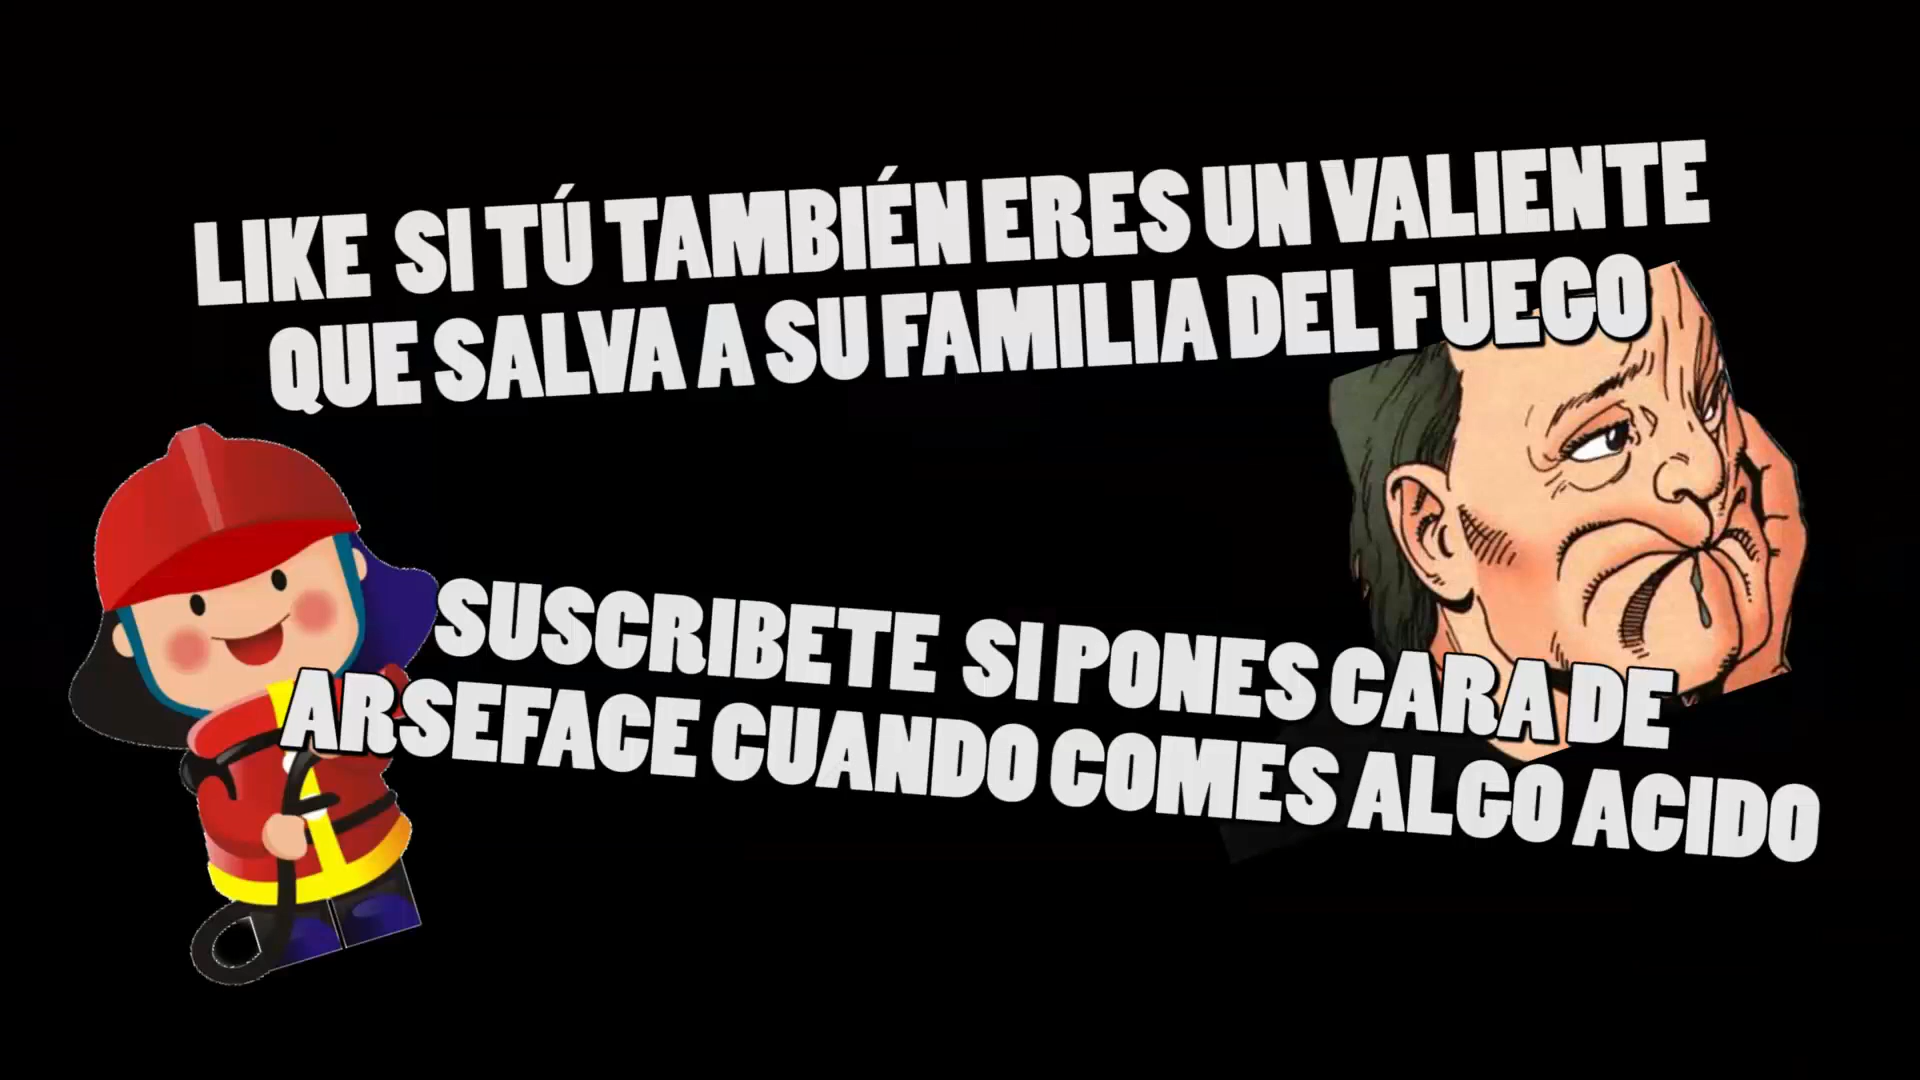 LIKE SI TÚ TAMBIÉN ERES UN VALIENTE
QUE SALVA A SU FAMILIA DEL FUEGO
SUSCRIBETE SI PONES CARA DE
ARSEFACE CUANDO COMES ALGO ACIDO